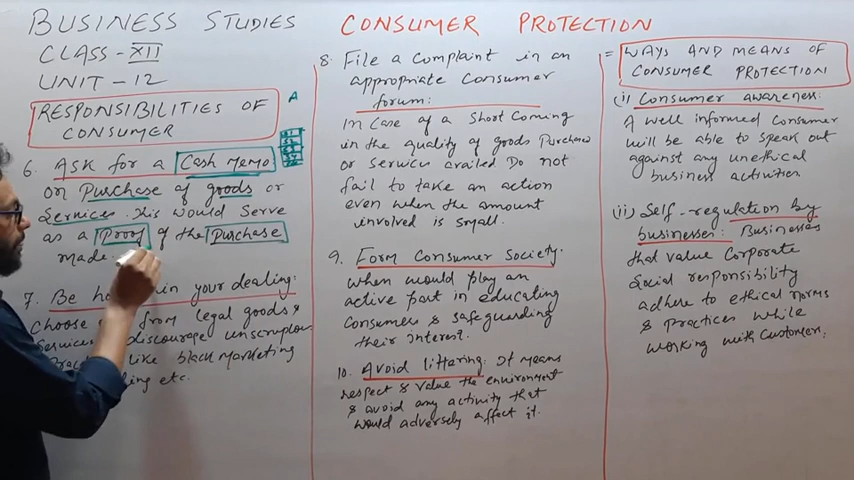 BUSINESS STUDIES
CONSUMER PROTECTION
CLASS - XII
UNIT - 12
RESPONSIBILITIES OF
CONSUMER
A
6. ASK for a Cash Memo
on Purchase of goods or
Services. This would Serve
as a Proof of the Purchase
made.
7. Be in your dealing:
Choose from legal goods &
Services discourage unscrupulous
like black marketing
etc.
8. File a Complaint in an
appropriate Consumer
forum:
In Case of a Short Coming
in the quality of goods Purchased
or Services availed Do not
fail to take an action
even when the amount
involved is small.
9. Form Consumer Society.
which would play an
active part in educating
Consumers & safeguarding
their interest.
10. Avoid littering: It means
respect & value the environment
& avoid any activity that
would adversely affect it.
= WAYS AND MEANS OF
CONSUMER PROTECTION
(i) Consumer awareness:
A well informed Consumer
will be able to speak out
against any unethical
business activities
(ii) Self-regulation by
businesses: Businesses
that value Corporate
Social responsibility
adhere to ethical norms
& Practices while
working with Customers.